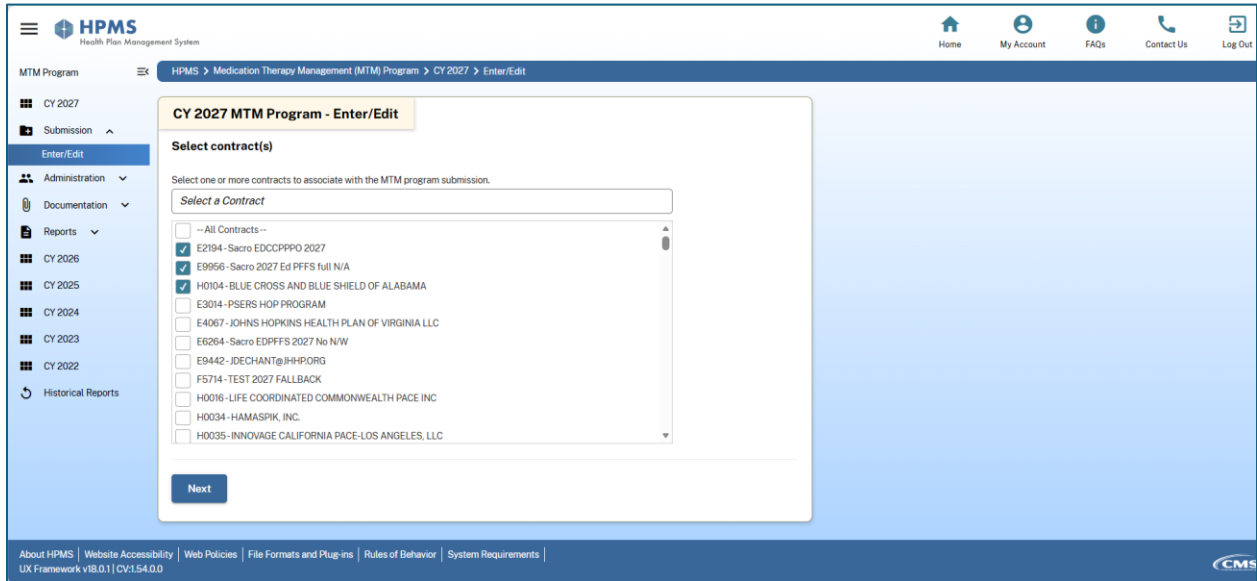 HPMS
Health Plan Management System
Home
My Account
FAQs
Contact Us
Log Out
MTM Program
HPMS > Medication Therapy Management (MTM) Program > CY 2027 > Enter/Edit
CY 2027
Submission
Enter/Edit
Administration
Documentation
Reports
CY 2026
CY 2025
CY 2024
CY 2023
CY 2022
Historical Reports
CY 2027 MTM Program - Enter/Edit
Select contract(s)
Select one or more contracts to associate with the MTM program submission.
Select a Contract
-- All Contracts --
E2194 - Sacro EDCCPPPO 2027
E9956 - Sacro 2027 Ed PFFS full N/A
H0104 - BLUE CROSS AND BLUE SHIELD OF ALABAMA
E3014 - PSERS HOP PROGRAM
E4067 - JOHNS HOPKINS HEALTH PLAN OF VIRGINIA LLC
E6264 - Sacro EDPFFS 2027 No N/W
E9442 - JDECHANT@JHHP.ORG
F5714 - TEST 2027 FALLBACK
H0016 - LIFE COORDINATED COMMONWEALTH PACE INC
H0034 - HAMASPIK, INC.
H0035 - INNOVAGE CALIFORNIA PACE-LOS ANGELES, LLC
Next
About HPMS | Website Accessibility | Web Policies | File Formats and Plug-ins | Rules of Behavior | System Requirements |
UX Framework v18.0.1 | CV:1.54.0.0
CMS